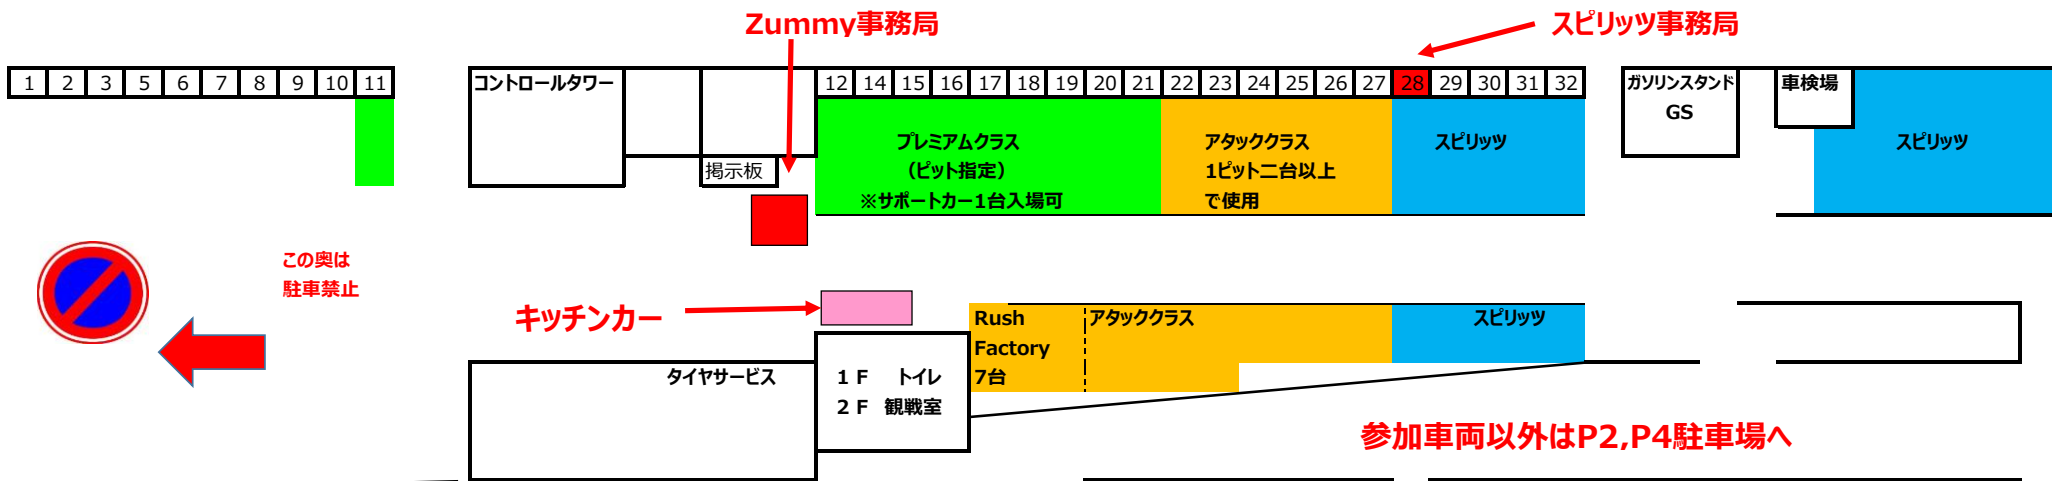 Zummy事務局
スピリッツ事務局
1 2 3 5 6 7 8 9 10 11
コントロールタワー
12 14 15 16 17 18 19 20 21 22 23 24 25 26 27 28 29 30 31 32
ガソリンスタンド
GS
車検場
プレミアムクラス
(ピット指定)
※サポートカー1台入場可
アタッククラス
1ピット二台以上
で使用
スピリッツ
スピリッツ
掲示板
この奥は
駐車禁止
キッチンカー
Rush
Factory
7台
アタッククラス
スピリッツ
タイヤサービス
1F トイレ
2F 観戦室
参加車両以外はP2,P4駐車場へ